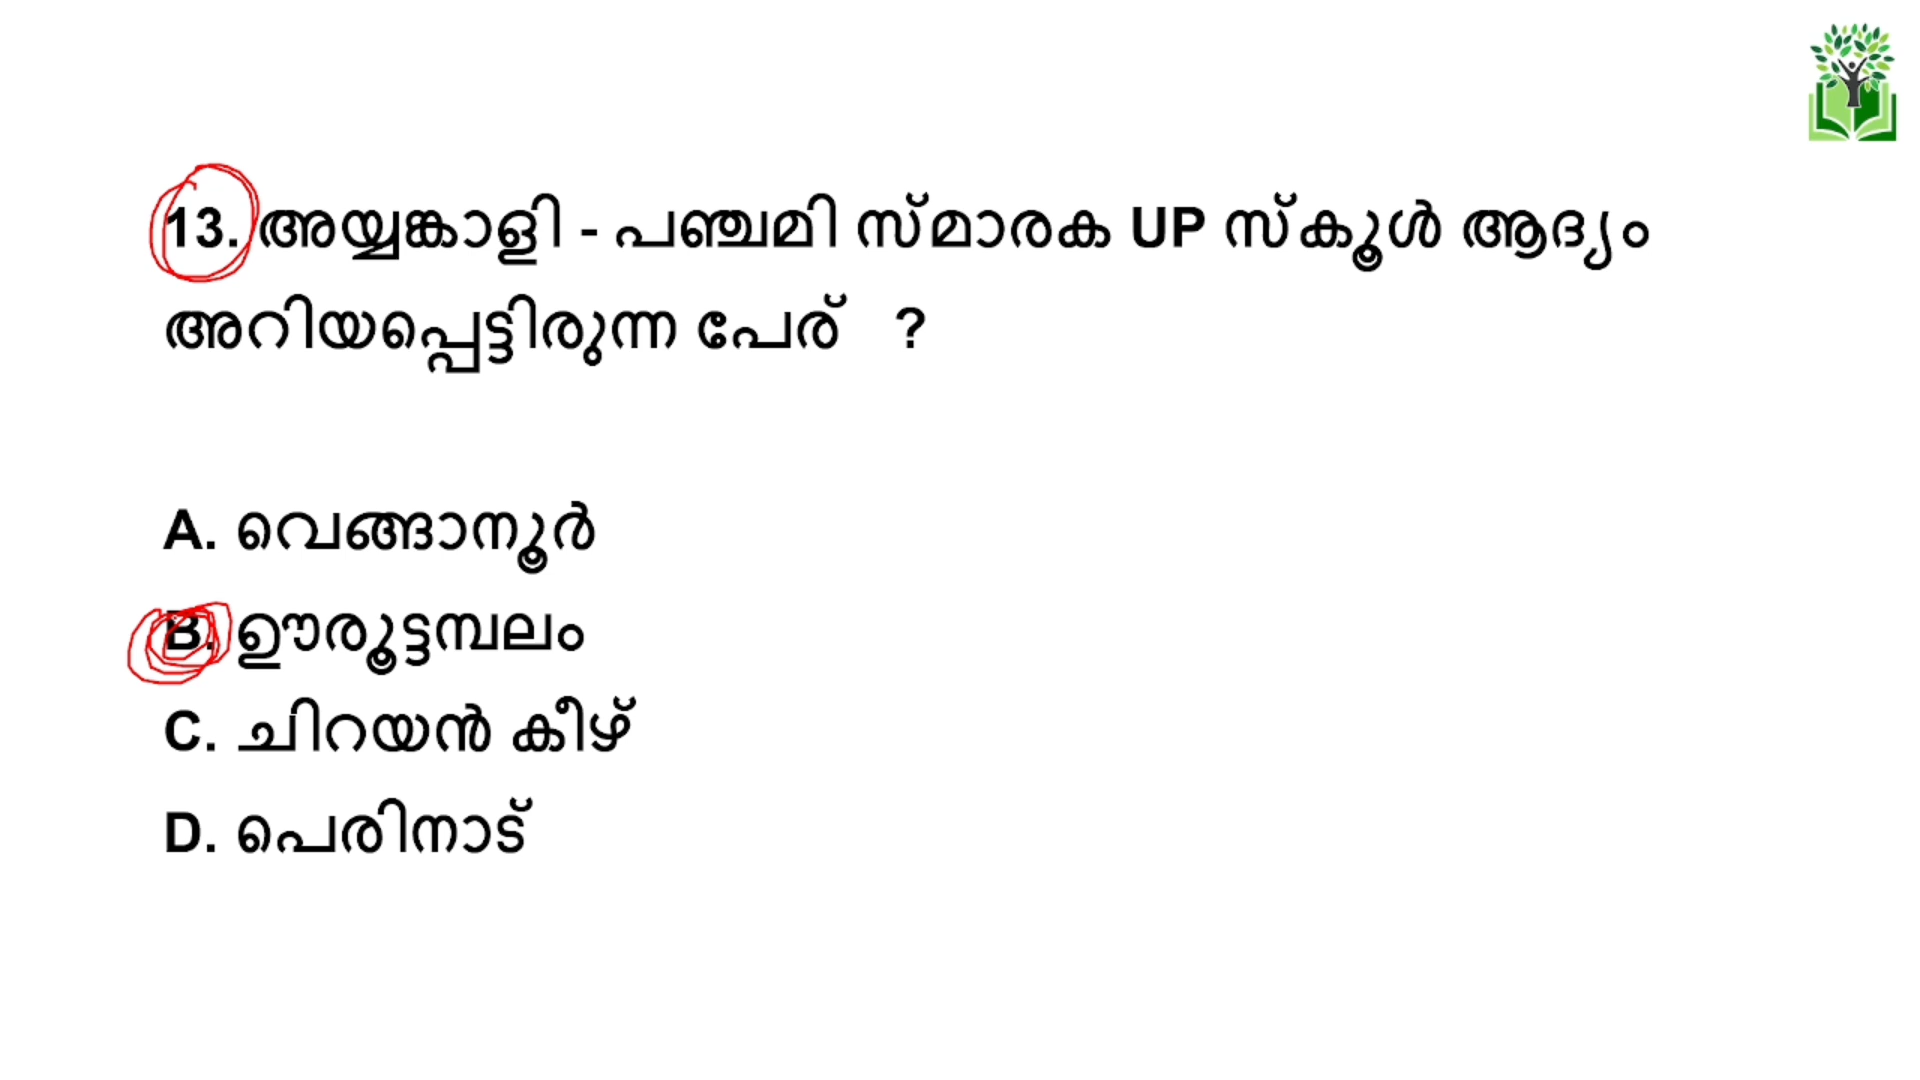 13. അയ്യങ്കാളി - പഞ്ചമി സ്മാരക UP സ്കൂൾ ആദ്യം
അറിയപ്പെട്ടിരുന്ന പേര് ?
A. വെങ്ങാനൂർ
B. ഊരൂട്ടമ്പലം
C. ചിറയൻ കീഴ്
D. പെരിനാട്